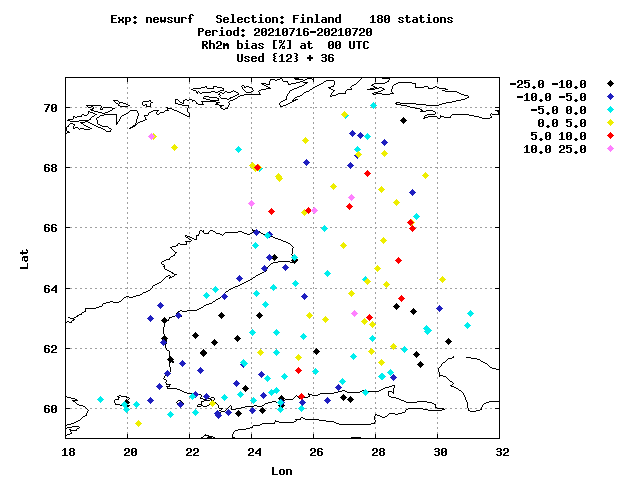 Exp: newsurf   Selection: Finland    180 stations
Period: 20210716-20210720
Rh2m bias [%] at  00 UTC
Used {12} + 36
-25.0 -10.0
-10.0 -5.0
-5.0 0.0
0.0 5.0
5.0 10.0
10.0 25.0
70
68
66
64
62
60
Lat
18 20 22 24 26 28 30 32
Lon